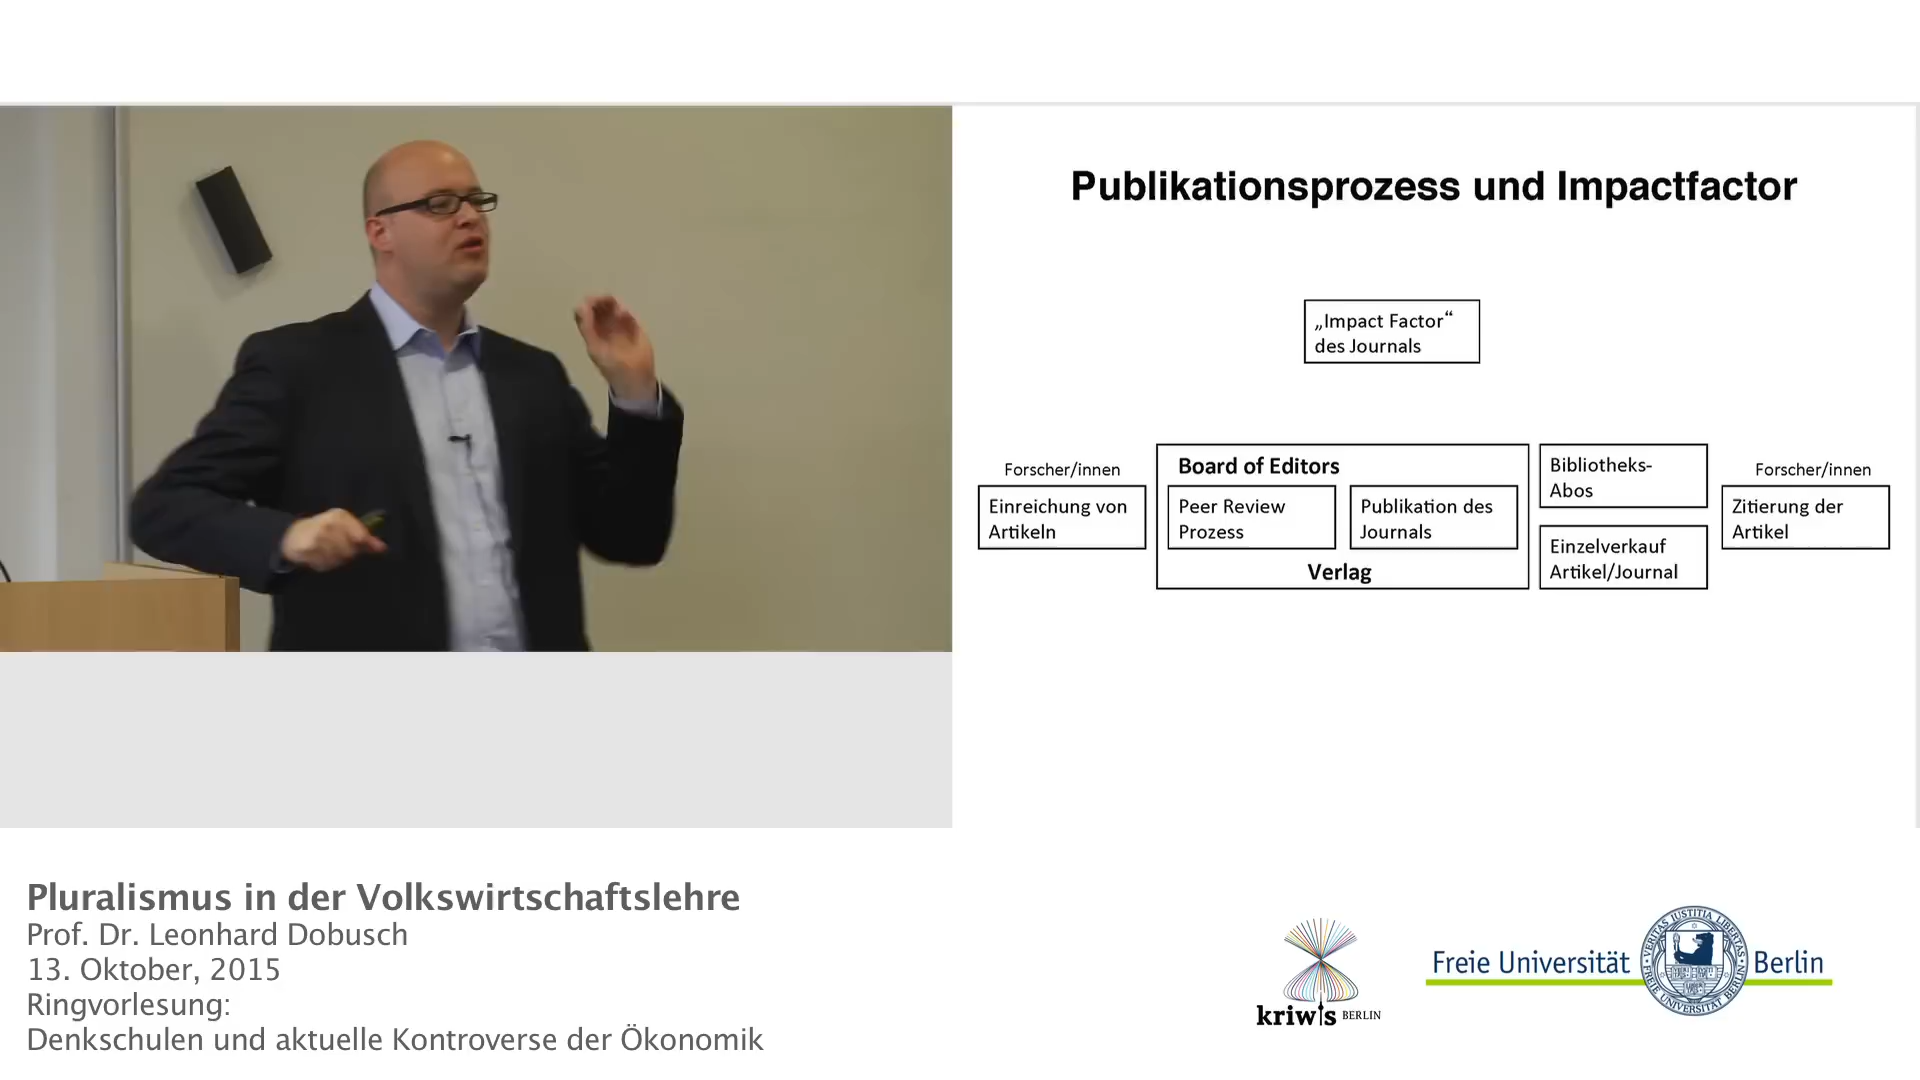 Publikationsprozess und Impactfactor
„Impact Factor“
des Journals
Forscher/innen
Einreichung von
Artikeln
Board of Editors
Peer Review
Prozess
Publikation des
Journals
Verlag
Bibliotheks-
Abos
Einzelverkauf
Artikel/Journal
Forscher/innen
Zitierung der
Artikel
Pluralismus in der Volkswirtschaftslehre
Prof. Dr. Leonhard Dobusch
13. Oktober, 2015
Ringvorlesung:
Denkschulen und aktuelle Kontroverse der Ökonomik
kriwis BERLIN
Freie Universität Berlin
VERITAS IUSTITIA LIBERTAS
FREIE UNIVERSITÄT BERLIN